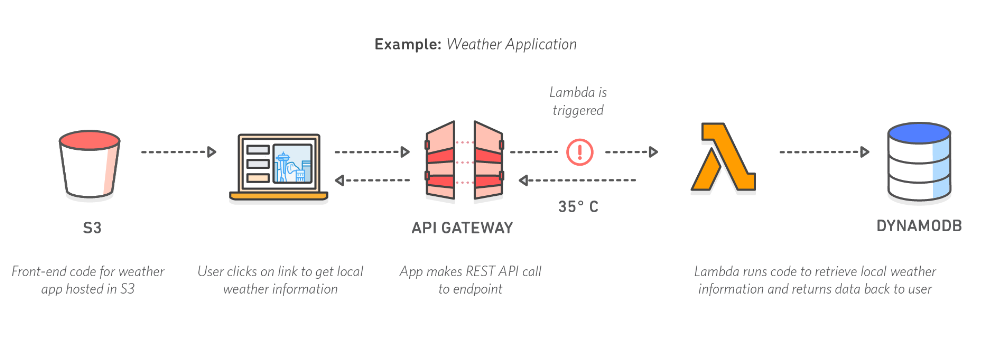 Example: Weather Application
Lambda is
triggered
35° C
S3
API GATEWAY
DYNAMODB
Front-end code for weather
app hosted in S3
User clicks on link to get local
weather information
App makes REST API call
to endpoint
Lambda runs code to retrieve local weather
information and returns data back to user